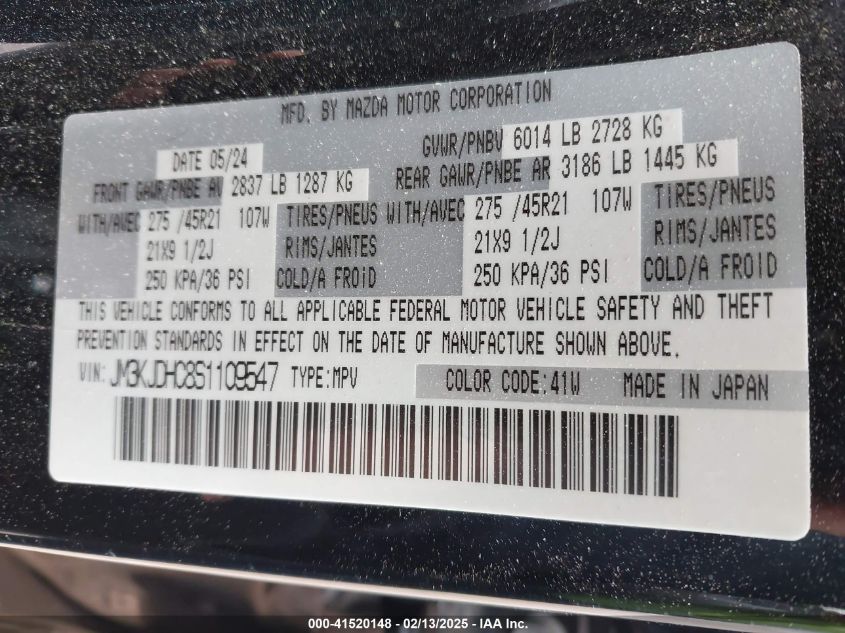 MFD. BY MAZDA MOTOR CORPORATION
DATE 05/24 GVWR/PNBV 6014 LB 2728 KG
FRONT GAWR/PNBE AV 2837 LB 1287 KG REAR GAWR/PNBE AR 3186 LB 1445 KG
WITH/AVEC 275 /45R21 107W TIRES/PNEUS WITH/AVEC 275 /45R21 107W TIRES/PNEUS
21X9 1/2J RIMS/JANTES 21X9 1/2J RIMS/JANTES
250 KPA/36 PSI COLD/A FROID 250 KPA/36 PSI COLD/A FROID
THIS VEHICLE CONFORMS TO ALL APPLICABLE FEDERAL MOTOR VEHICLE SAFETY AND THEFT
PREVENTION STANDARDS IN EFFECT ON THE DATE OF MANUFACTURE SHOWN ABOVE.
VIN: JM3KJDHC8S1109547 TYPE:MPV COLOR CODE:41W MADE IN JAPAN
000-41520148 - 02/13/2025 - IAA Inc.